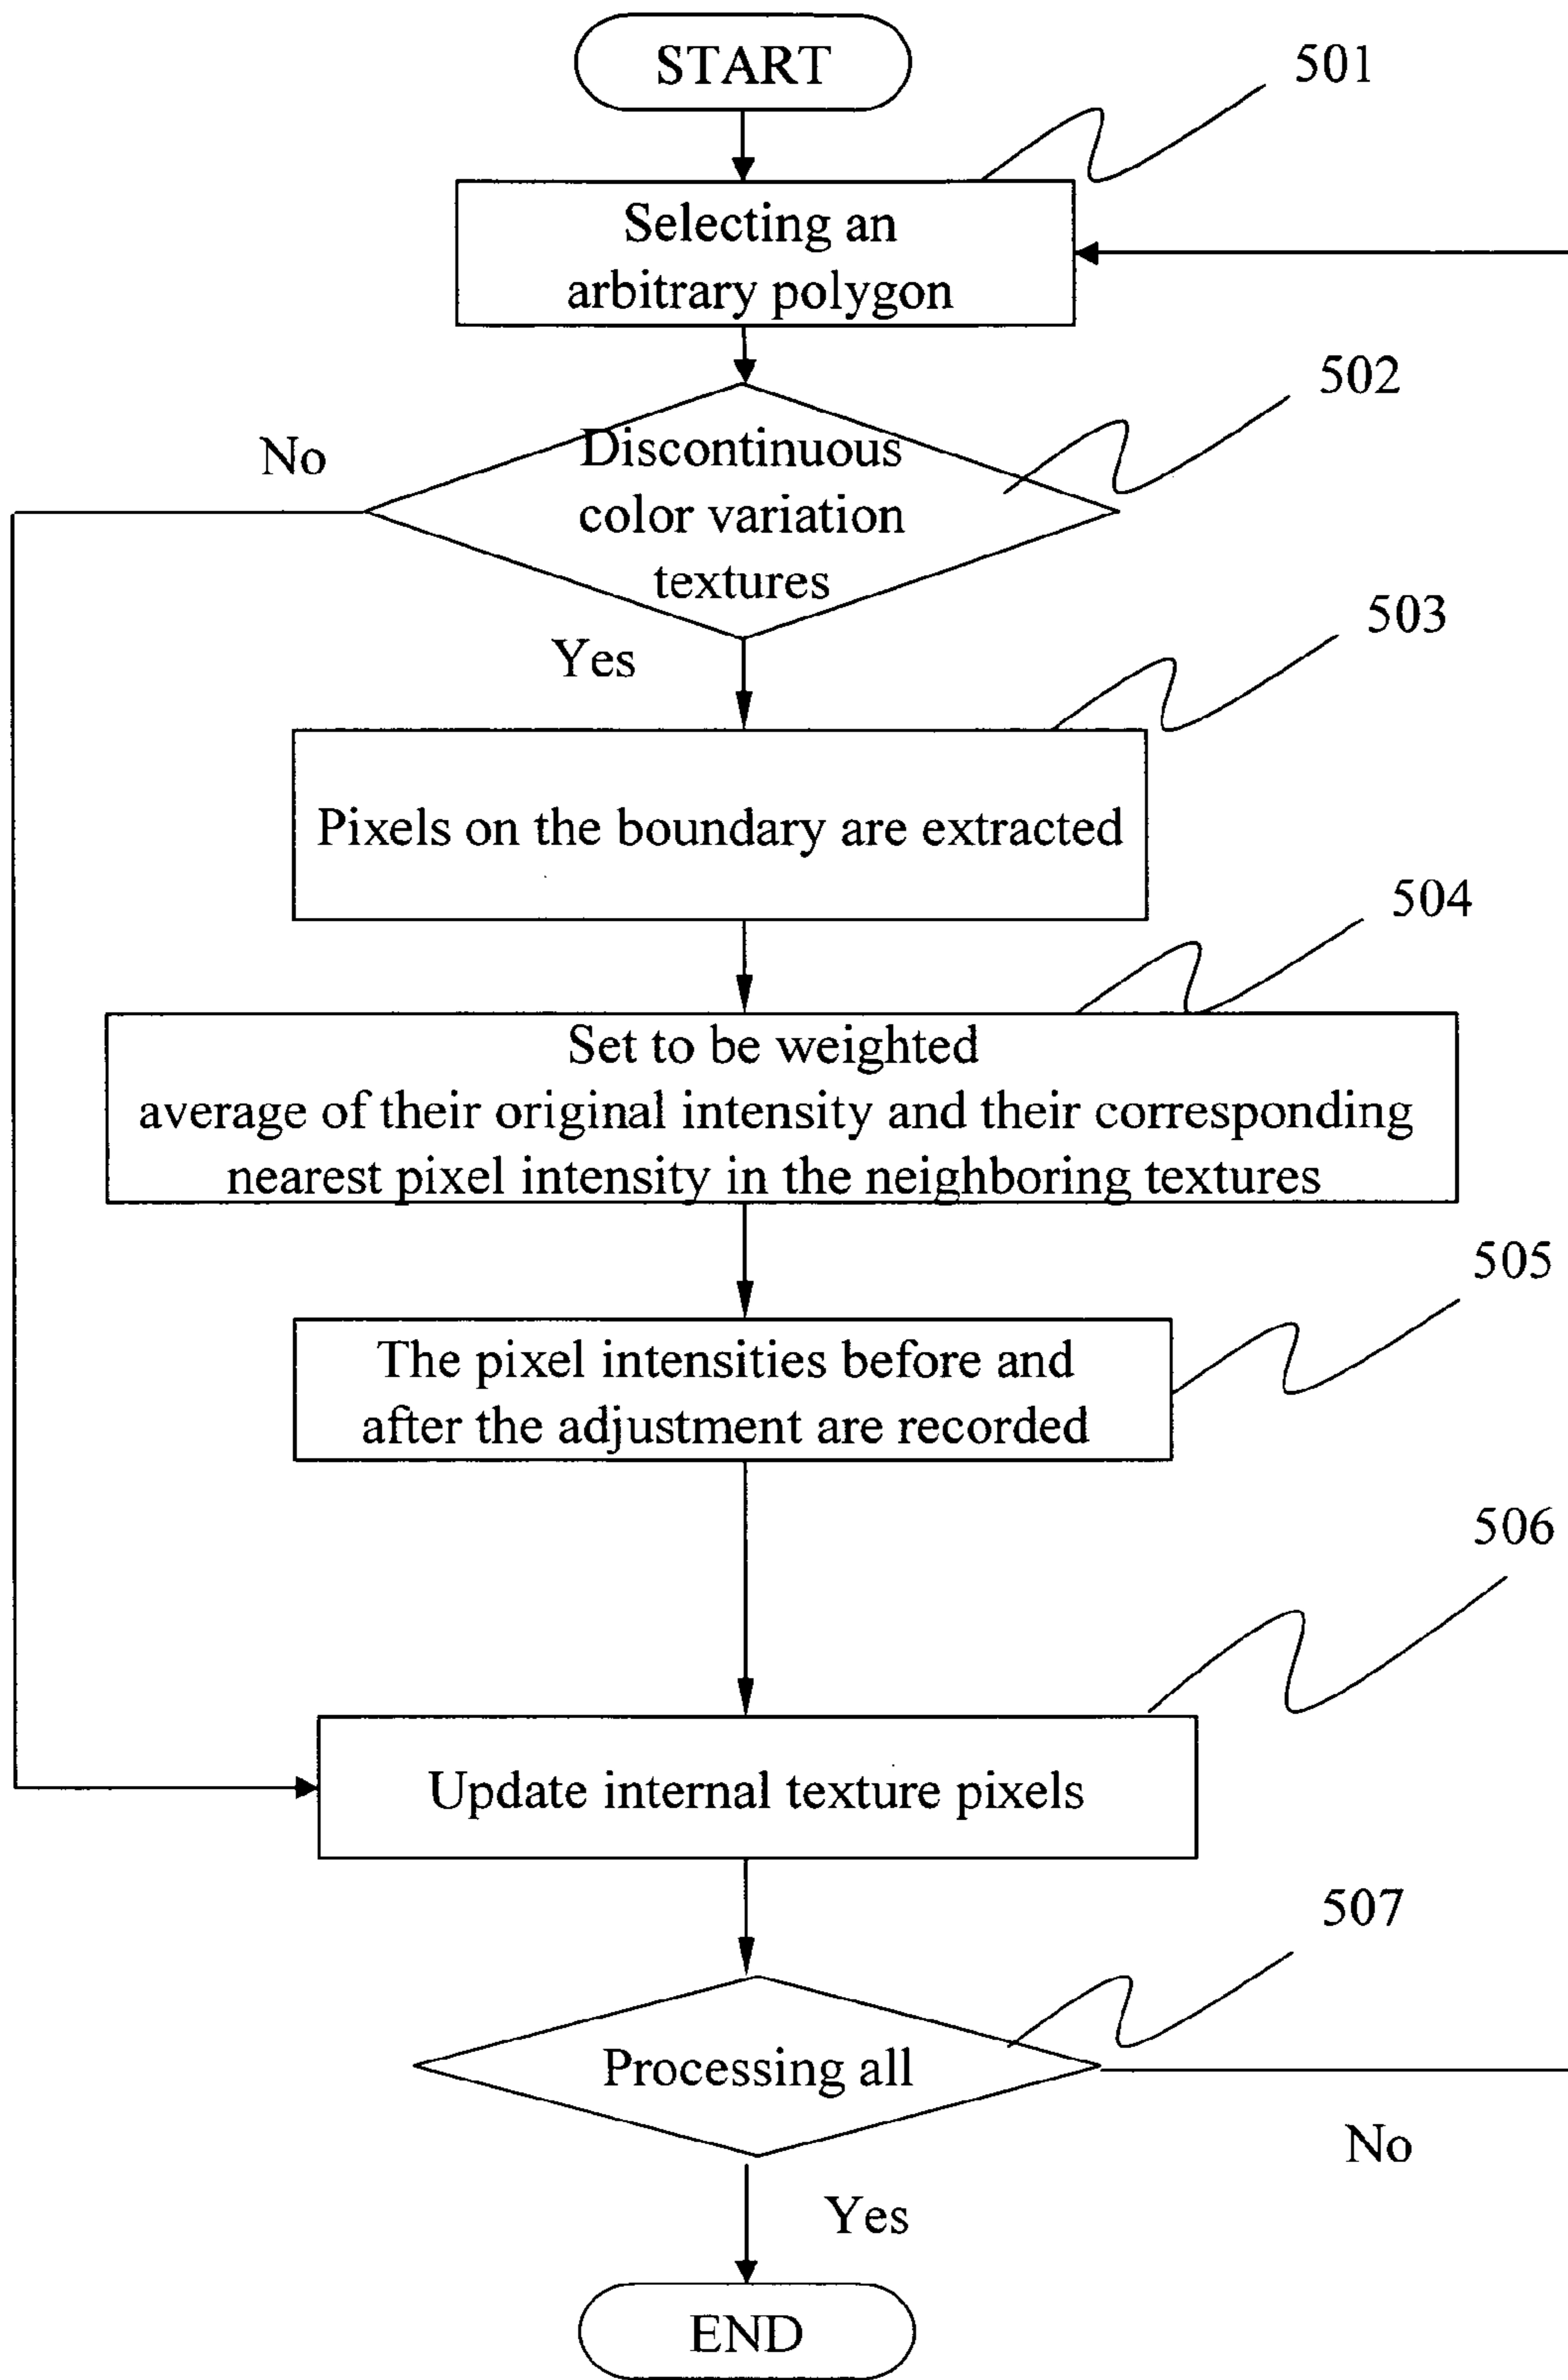 START
501
Selecting an
arbitrary polygon
502
No
Discontinuous
color variation
textures
503
Yes
Pixels on the boundary are extracted
504
Set to be weighted
average of their original intensity and their corresponding
nearest pixel intensity in the neighboring textures
505
The pixel intensities before and
after the adjustment are recorded
506
Update internal texture pixels
507
Processing all
No
Yes
END